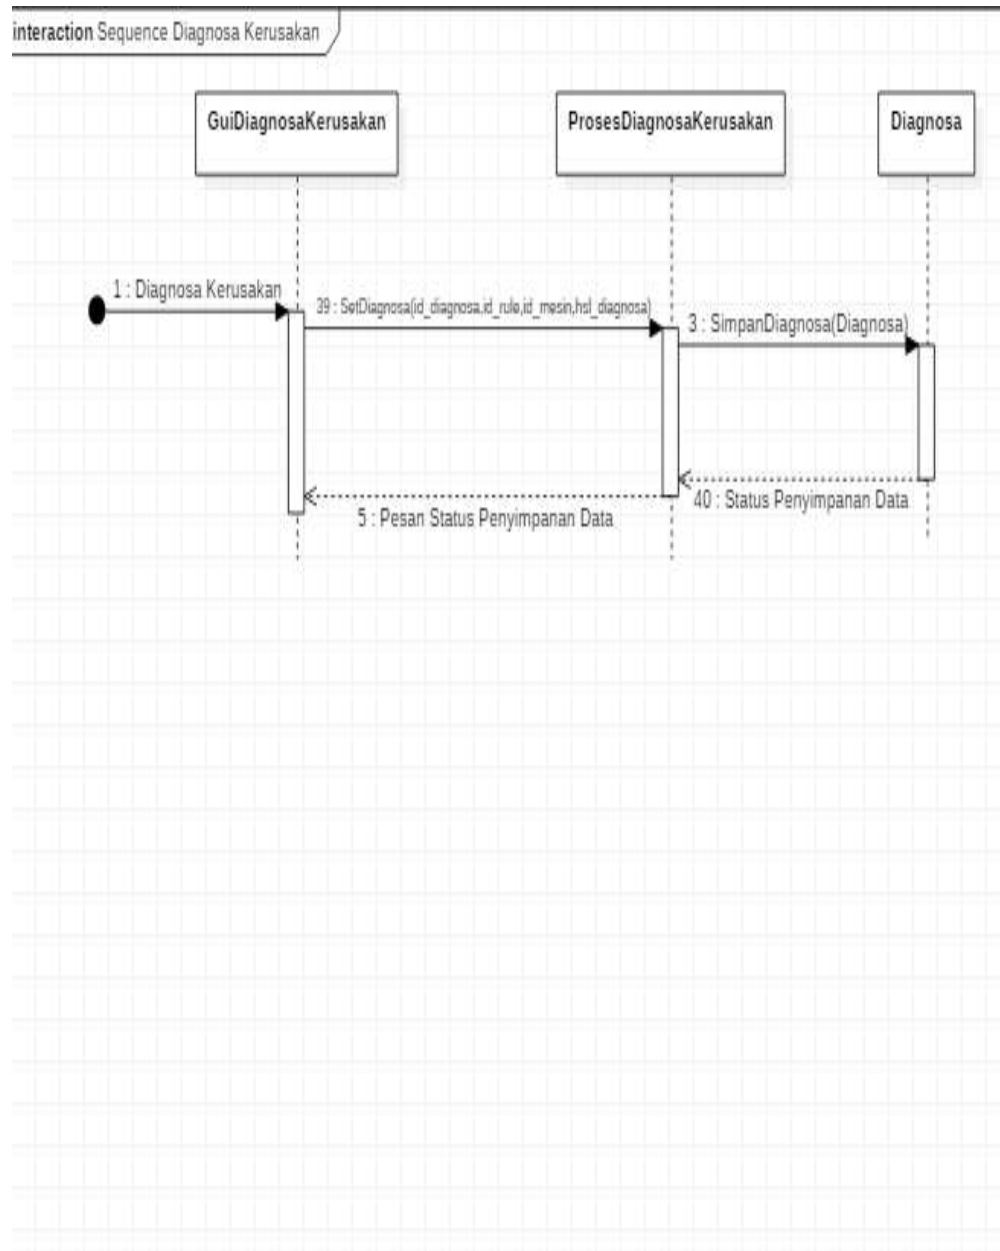 interaction Sequence Diagnosa Kerusakan
GuiDiagnosaKerusakan
ProsesDiagnosaKerusakan
Diagnosa
1 : Diagnosa Kerusakan
39 : SetDiagnosa(id_diagnosa,id_rule,id_mesin,hsl_diagnosa)
3 : SimpanDiagnosa(Diagnosa)
40 : Status Penyimpanan Data
5 : Pesan Status Penyimpanan Data